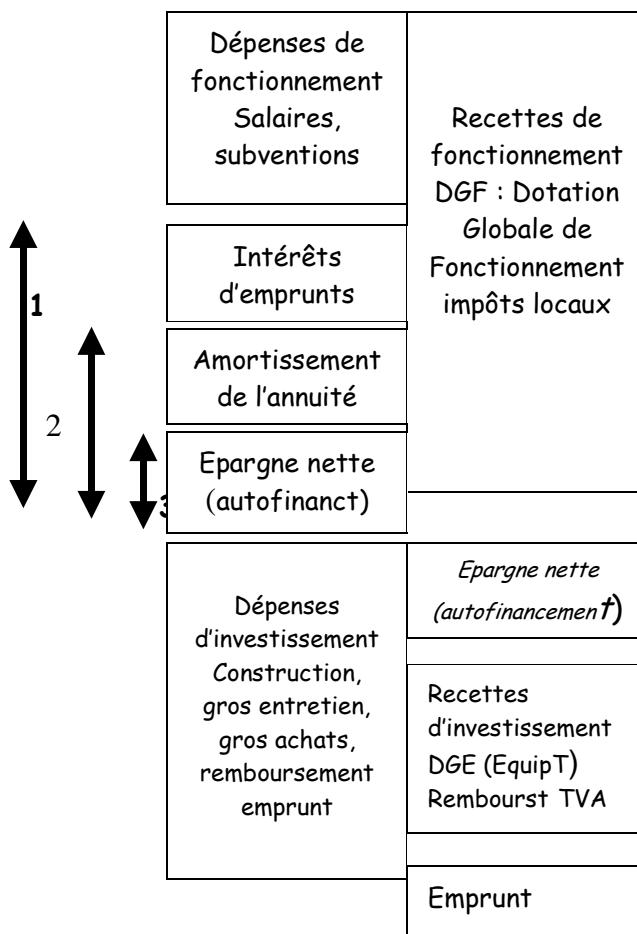 Dépenses de
fonctionnement
Salaires,
subventions
Recettes de
fonctionnement
DGF : Dotation
Globale de
Fonctionnement
impôts locaux
Intérêts
d'emprunts
1
Amortissement
de l'annuité
2
Epargne nette
(autofinanct)
3
Epargne nette
(autofinancement)
Dépenses
d'investissement
Construction,
gros entretien,
gros achats,
remboursement
emprunt
Recettes
d'investissement
DGE (EquipT)
Rembourst TVA
Emprunt